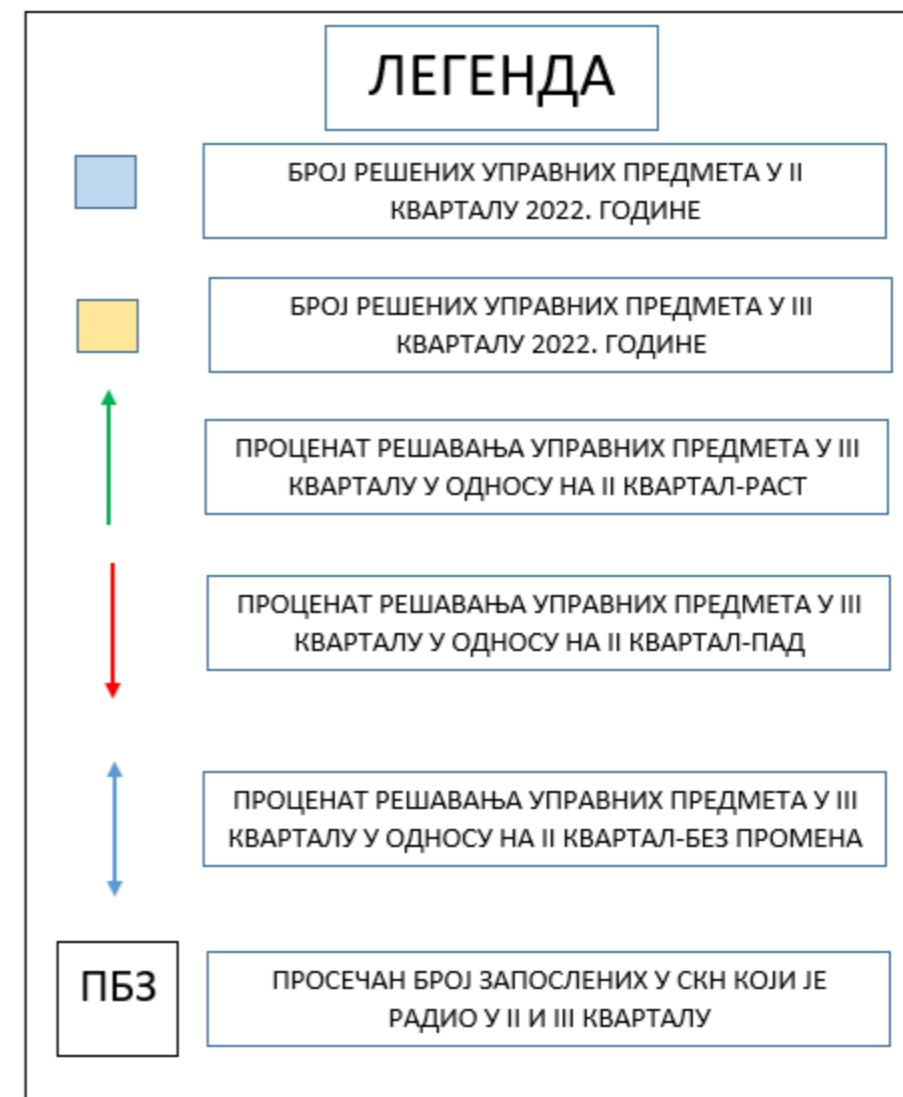 ЛЕГЕНДА
БРОЈ РЕШЕНИХ УПРАВНИХ ПРЕДМЕТА У II
КВАРТАЛУ 2022. ГОДИНЕ
БРОЈ РЕШЕНИХ УПРАВНИХ ПРЕДМЕТА У III
КВАРТАЛУ 2022. ГОДИНЕ
ПРОЦЕНАТ РЕШАВАЊА УПРАВНИХ ПРЕДМЕТА У III
КВАРТАЛУ У ОДНОСУ НА II КВАРТАЛ-РАСТ
ПРОЦЕНАТ РЕШАВАЊА УПРАВНИХ ПРЕДМЕТА У III
КВАРТАЛУ У ОДНОСУ НА II КВАРТАЛ-ПАД
ПРОЦЕНАТ РЕШАВАЊА УПРАВНИХ ПРЕДМЕТА У III
КВАРТАЛУ У ОДНОСУ НА II КВАРТАЛ-БЕЗ ПРОМЕНА
ПБЗ
ПРОСЕЧАН БРОЈ ЗАПОСЛЕНИХ У СКН КОЈИ ЈЕ
РАДИО У II И III КВАРТАЛУ